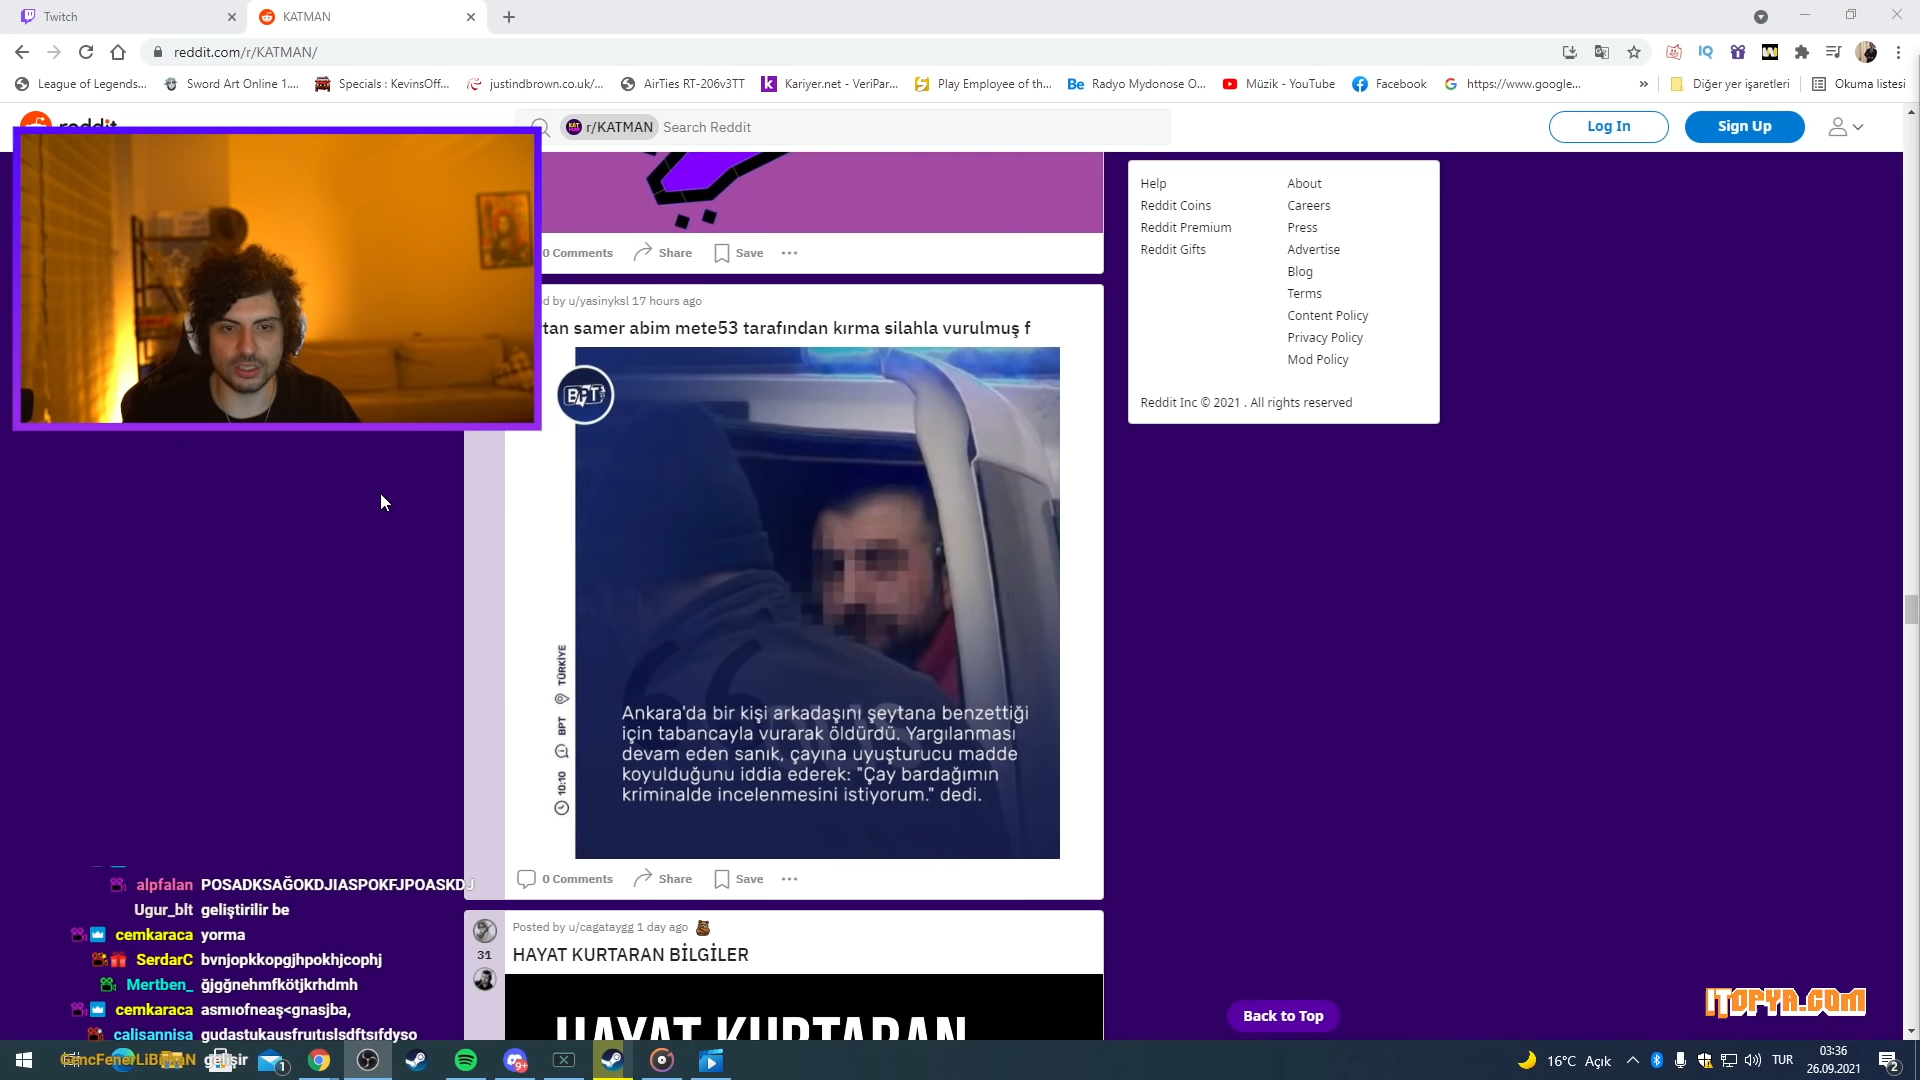 Twitch
KATMAN
reddit.com/r/KATMAN/
League of Legends...
Sword Art Online 1....
Specials : KevinsOff...
justindbrown.co.uk/...
AirTies RT-206v3TT
Kariyer.net - VeriPar...
Play Employee of th...
Radyo Mydonose O...
Müzik - YouTube
Facebook
https://www.google...
»
Diğer yer işaretleri
Okuma listesi
reddit
r/KATMAN
Search Reddit
Log In
Sign Up
0 Comments
Share
Save
Help
Reddit Coins
Reddit Premium
Reddit Gifts
About
Careers
Press
Advertise
Blog
Terms
Content Policy
Privacy Policy
Mod Policy
Reddit Inc © 2021 . All rights reserved
d by u/yasinyksl 17 hours ago
tan samer abim mete53 tarafından kırma silahla vurulmuş f
BPT
10:10 BPT TÜRKİYE
Ankara'da bir kişi arkadaşını şeytana benzettiği
için tabancayla vurarak öldürdü. Yargılanması
devam eden sanık, çayına uyuşturucu madde
koyulduğunu iddia ederek: "Çay bardağımın
kriminalde incelenmesini istiyorum." dedi.
0 Comments
Share
Save
31
Posted by u/cagataygg 1 day ago
HAYAT KURTARAN BİLGİLER
HAYAT KURTARAN
Back to Top
alpfalan POSADKSAĞOKDJIASPOKFJPOASKDJ
Ugur_blt geliştirilir be
cemkaraca yorma
SerdarC bvnjopkkopgjhpokhjcophj
Mertben_ ğjgğnehmfkötjkrhdmh
cemkaraca asmıofneaş<gnasjba,
calisannisa gudastukausfruıtıslsdftsıfdyso
gelişir
ITOPYA.COM
1
9+
16°C Açık
TUR
03:36
26.09.2021
2